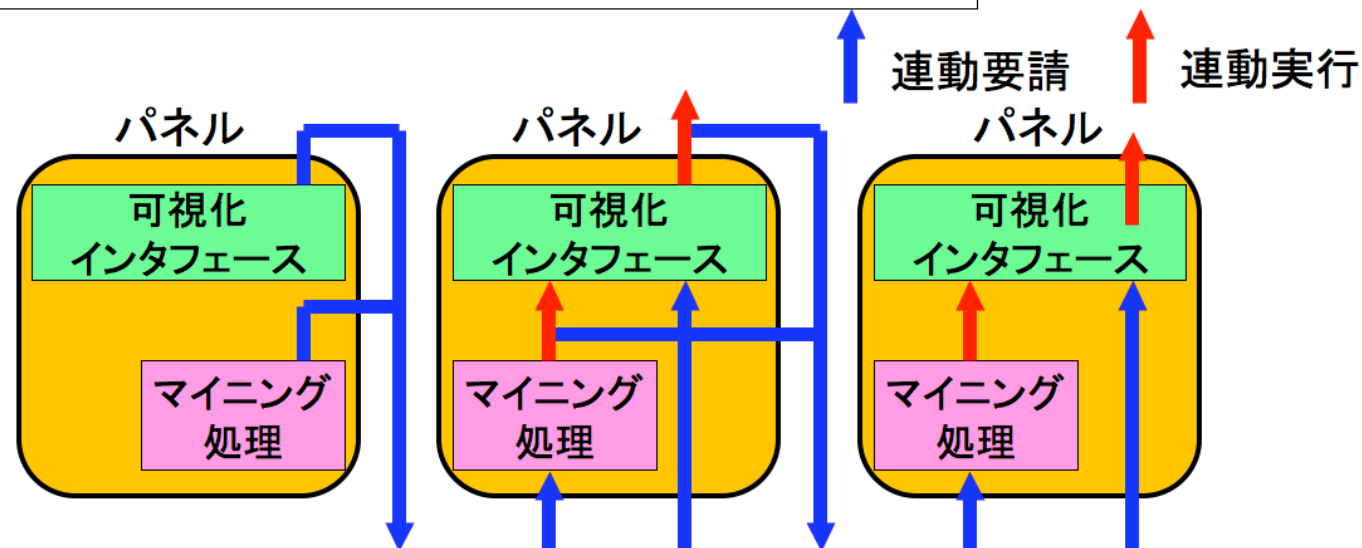 連動要請
連動実行
パネル
パネル
パネル
可視化
インタフェース
可視化
インタフェース
可視化
インタフェース
マイニング
処理
マイニング
処理
マイニング
処理